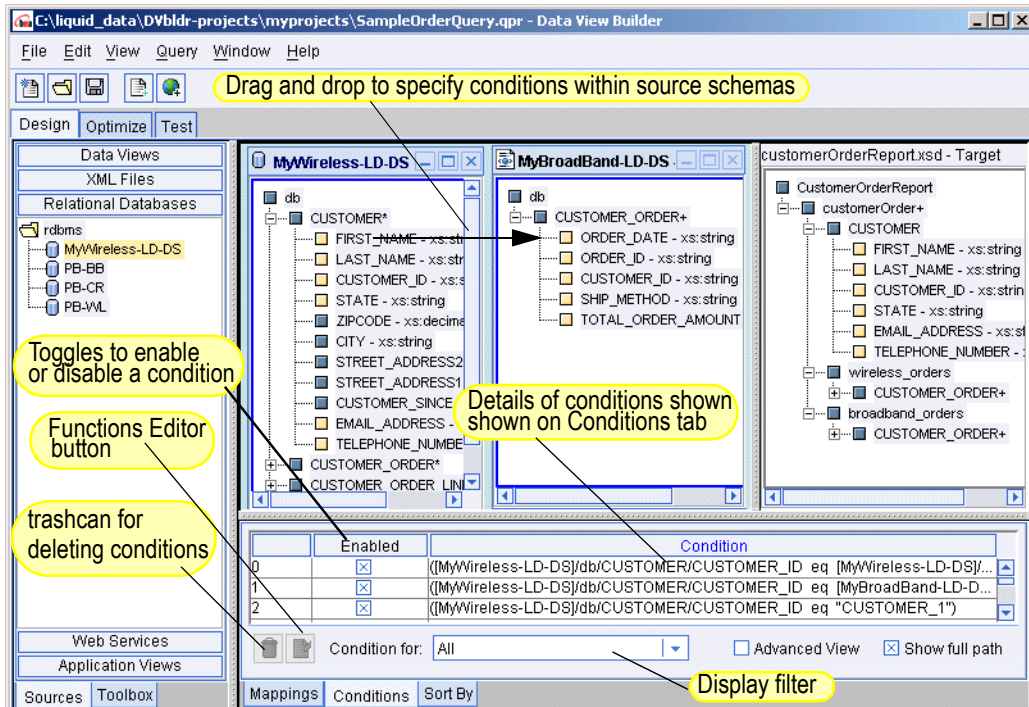 C:\liquid_data\DVbldr-projects\myprojects\SampleOrderQuery.qpr - Data View Builder
File Edit View Query Window Help
Drag and drop to specify conditions within source schemas
Design Optimize Test
Data Views
XML Files
Relational Databases
rdbms
MyWireless-LD-DS
PB-BB
PB-CR
PB-WL
Toggles to enable
or disable a condition
Functions Editor
button
trashcan for
deleting conditions
Web Services
Application Views
Sources Toolbox
MyWireless-LD-DS
db
CUSTOMER*
FIRST_NAME - xs:stri
LAST_NAME - xs:str
CUSTOMER_ID - xs:s
STATE - xs:string
ZIPCODE - xs:decima
CITY - xs:string
STREET_ADDRESS2
STREET_ADDRESS1
CUSTOMER_SINCE
EMAIL_ADDRESS -
TELEPHONE_NUMBE
CUSTOMER_ORDER*
CUSTOMER_ORDER_LINE
MyBroadBand-LD-DS -
db
CUSTOMER_ORDER+
ORDER_DATE - xs:string
ORDER_ID - xs:string
CUSTOMER_ID - xs:string
SHIP_METHOD - xs:string
TOTAL_ORDER_AMOUNT
Details of conditions shown
shown on Conditions tab
customerOrderReport.xsd - Target
CustomerOrderReport
customerOrder+
CUSTOMER
FIRST_NAME - xs:string
LAST_NAME - xs:string
CUSTOMER_ID - xs:strin
STATE - xs:string
EMAIL_ADDRESS - xs:st
TELEPHONE_NUMBER - :
wireless_orders
CUSTOMER_ORDER+
broadband_orders
CUSTOMER_ORDER+
Enabled Condition
0 ([MyWireless-LD-DS]/db/CUSTOMER/CUSTOMER_ID eq [MyWireless-LD-DS]/...
1 ([MyWireless-LD-DS]/db/CUSTOMER/CUSTOMER_ID eq [MyBroadBand-LD-D...
2 ([MyWireless-LD-DS]/db/CUSTOMER/CUSTOMER_ID eq "CUSTOMER_1")
Condition for: All Advanced View Show full path
Display filter
Mappings Conditions Sort By